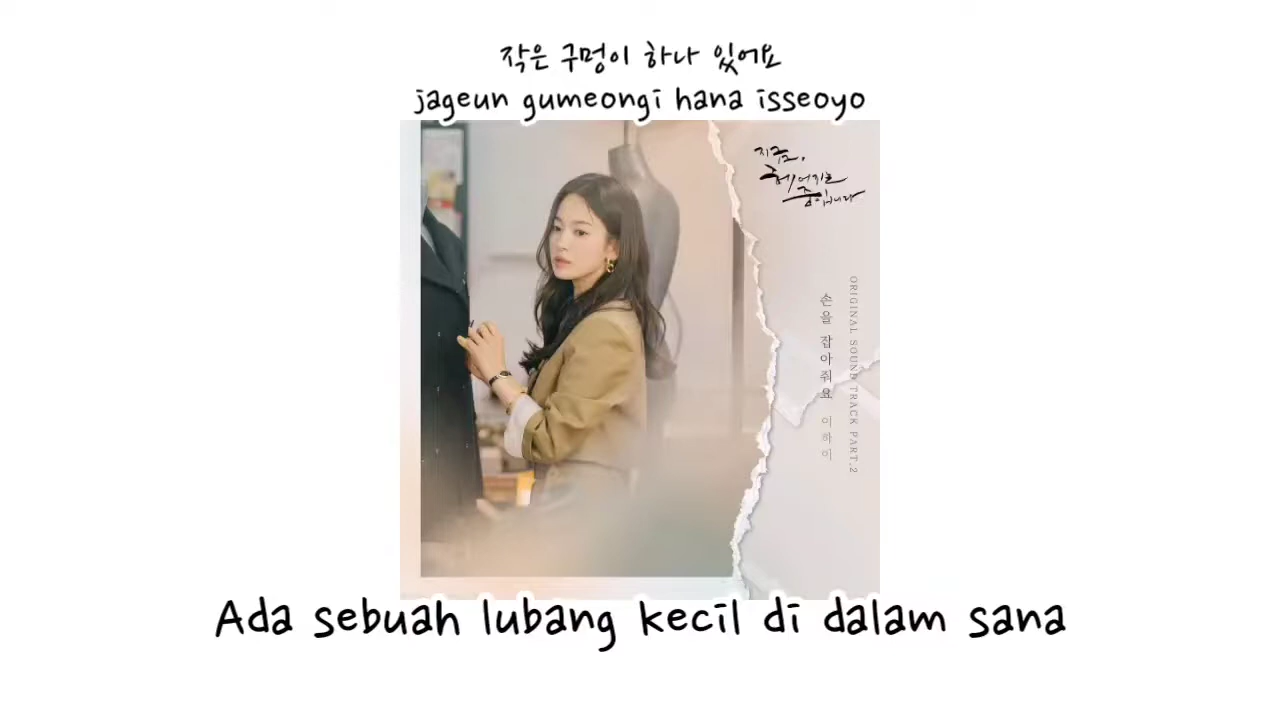 작은 구멍이 하나 있어요
jageun gumeongi hana isseoyo
지금,
헤어지는
중입니다
ORIGINAL SOUND TRACK PART.2
손을 잡아줘요 이하이
Ada sebuah lubang kecil di dalam sana